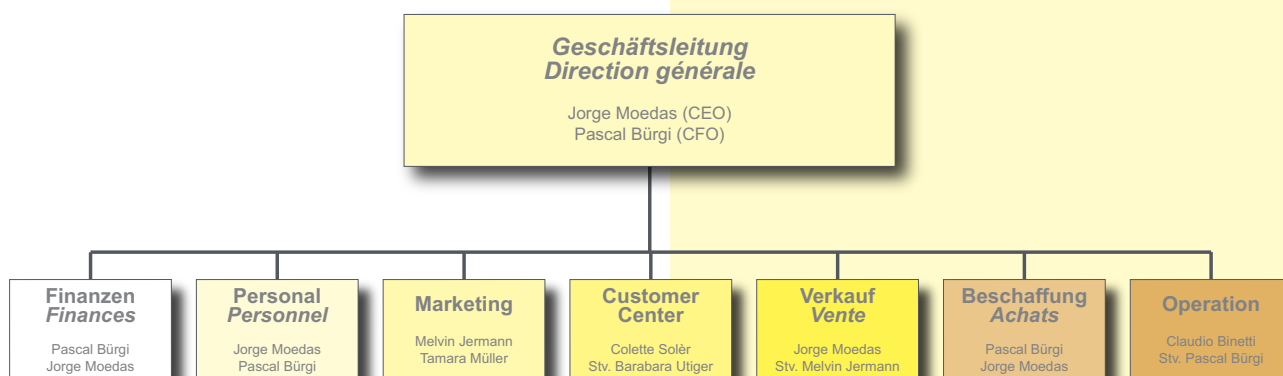 Geschäftsleitung
Direction générale
Jorge Moedas (CEO)
Pascal Bürgi (CFO)
Finanzen
Finances
Pascal Bürgi
Jorge Moedas
Personal
Personnel
Jorge Moedas
Pascal Bürgi
Marketing
Melvin Jermann
Tamara Müller
Customer
Center
Colette Solèr
Stv. Barabara Utiger
Verkauf
Vente
Jorge Moedas
Stv. Melvin Jermann
Beschaffung
Achats
Pascal Bürgi
Jorge Moedas
Operation
Claudio Binetti
Stv. Pascal Bürgi